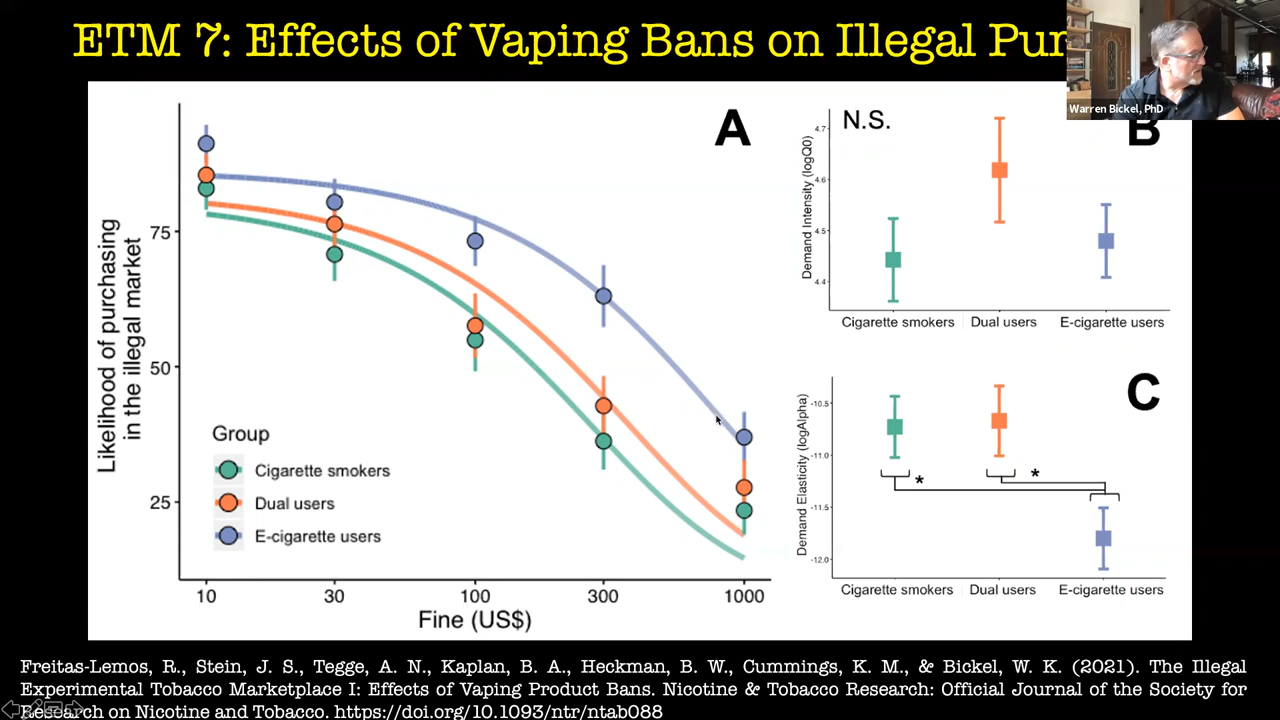 ETM 7: Effects of Vaping Bans on Illegal Pur
Warren Bickel, PhD
A
Likelihood of purchasing
in the illegal market
75
50
25
Group
Cigarette smokers
Dual users
E-cigarette users
10 30 100 300 1000
Fine (US$)
N.S.
B
Demand Intensity (logQ0)
4.7
4.6
4.5
4.4
Cigarette smokers Dual users E-cigarette users
C
Demand Elasticity (logAlpha)
-10.5
-11.0
-11.5
-12.0
* *
Cigarette smokers Dual users E-cigarette users
Freitas-Lemos, R., Stein, J. S., Tegge, A. N., Kaplan, B. A., Heckman, B. W., Cummings, K. M., & Bickel, W. K. (2021). The Illegal
Experimental Tobacco Marketplace I: Effects of Vaping Product Bans. Nicotine & Tobacco Research: Official Journal of the Society for
Research on Nicotine and Tobacco. https://doi.org/10.1093/ntr/ntab088